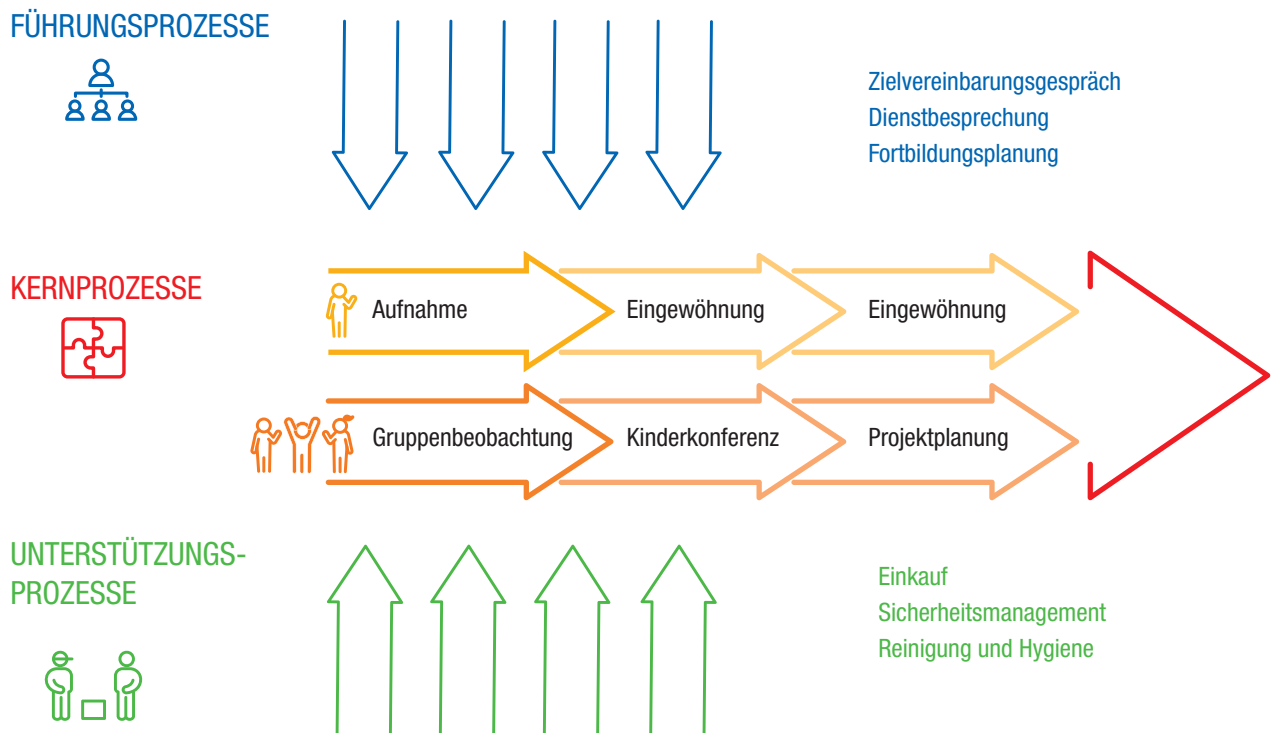 FÜHRUNGSPROZESSE
Zielvereinbarungsgespräch
Dienstbesprechung
Fortbildungsplanung
KERNPROZESSE
Aufnahme
Eingewöhnung
Eingewöhnung
Gruppenbeobachtung
Kinderkonferenz
Projektplanung
UNTERSTÜTZUNGS-
PROZESSE
Einkauf
Sicherheitsmanagement
Reinigung und Hygiene